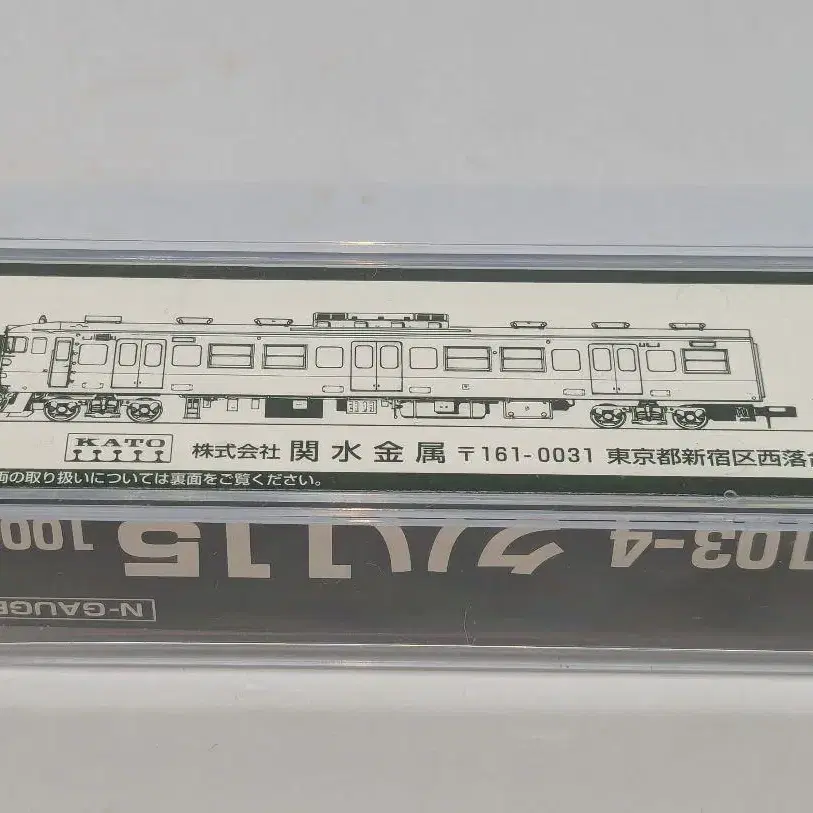 KATO
株式会社 関水金属 〒161-0031 東京都新宿区西落合
の取り扱いについては裏面をご覧ください。
103-4 クハ115 100
N-GAUGE